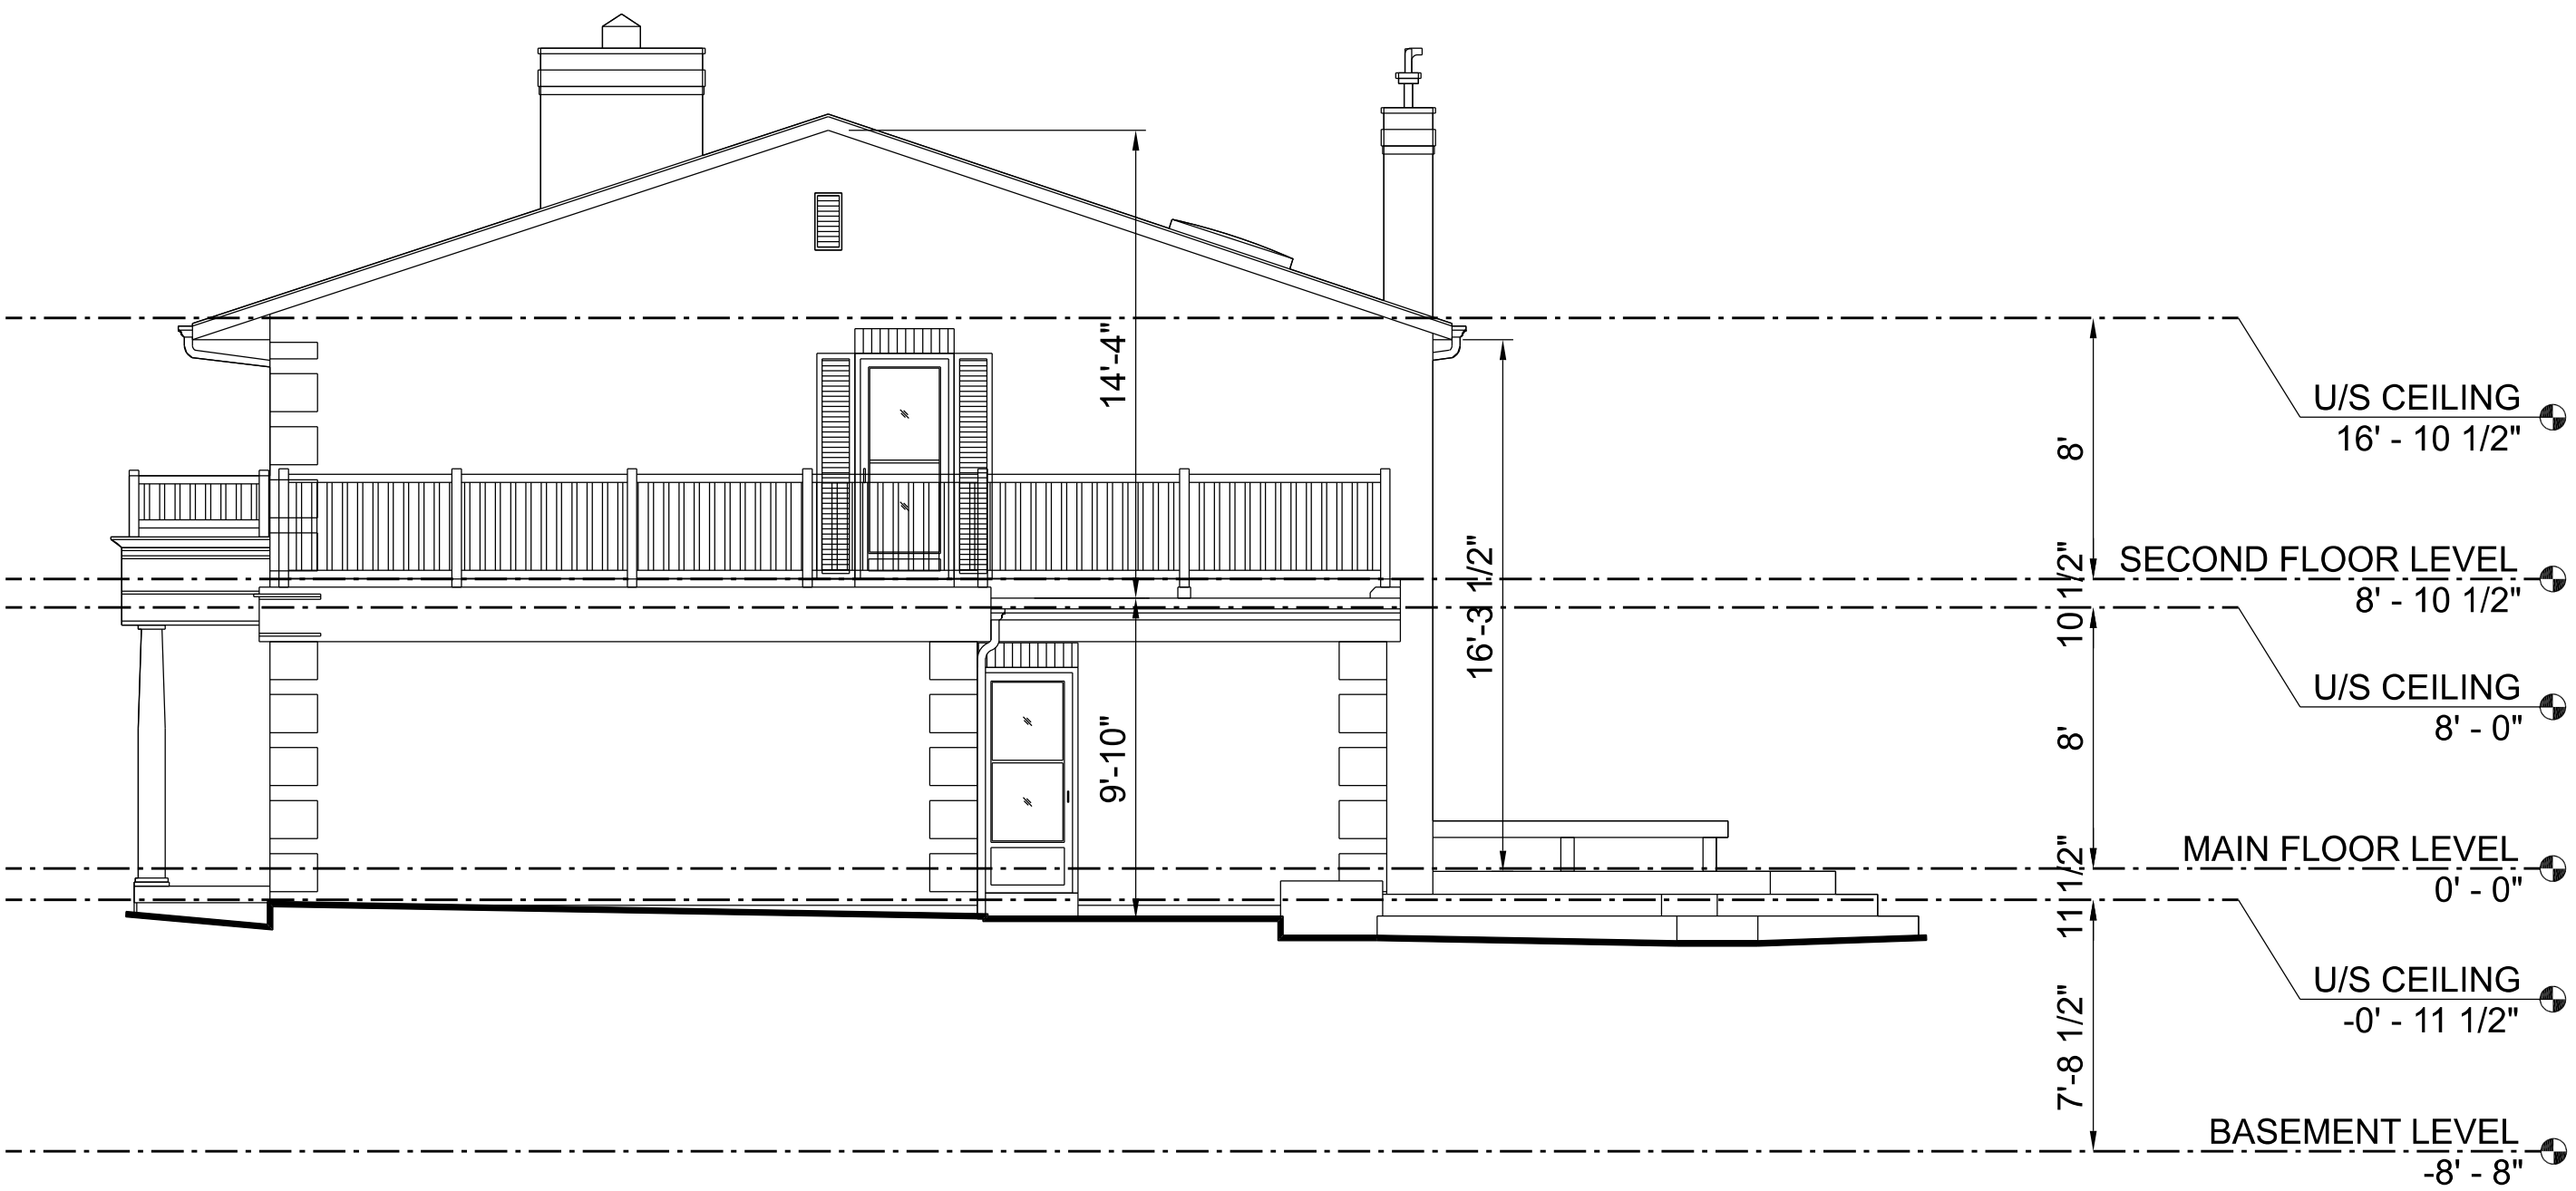 14'-4"
9'-10"
16'-3 1/2"
8'
10 1/2"
8'
11 1/2"
7'-8 1/2"
U/S CEILING
16' - 10 1/2"
SECOND FLOOR LEVEL
8' - 10 1/2"
U/S CEILING
8' - 0"
MAIN FLOOR LEVEL
0' - 0"
U/S CEILING
-0' - 11 1/2"
BASEMENT LEVEL
-8' - 8"